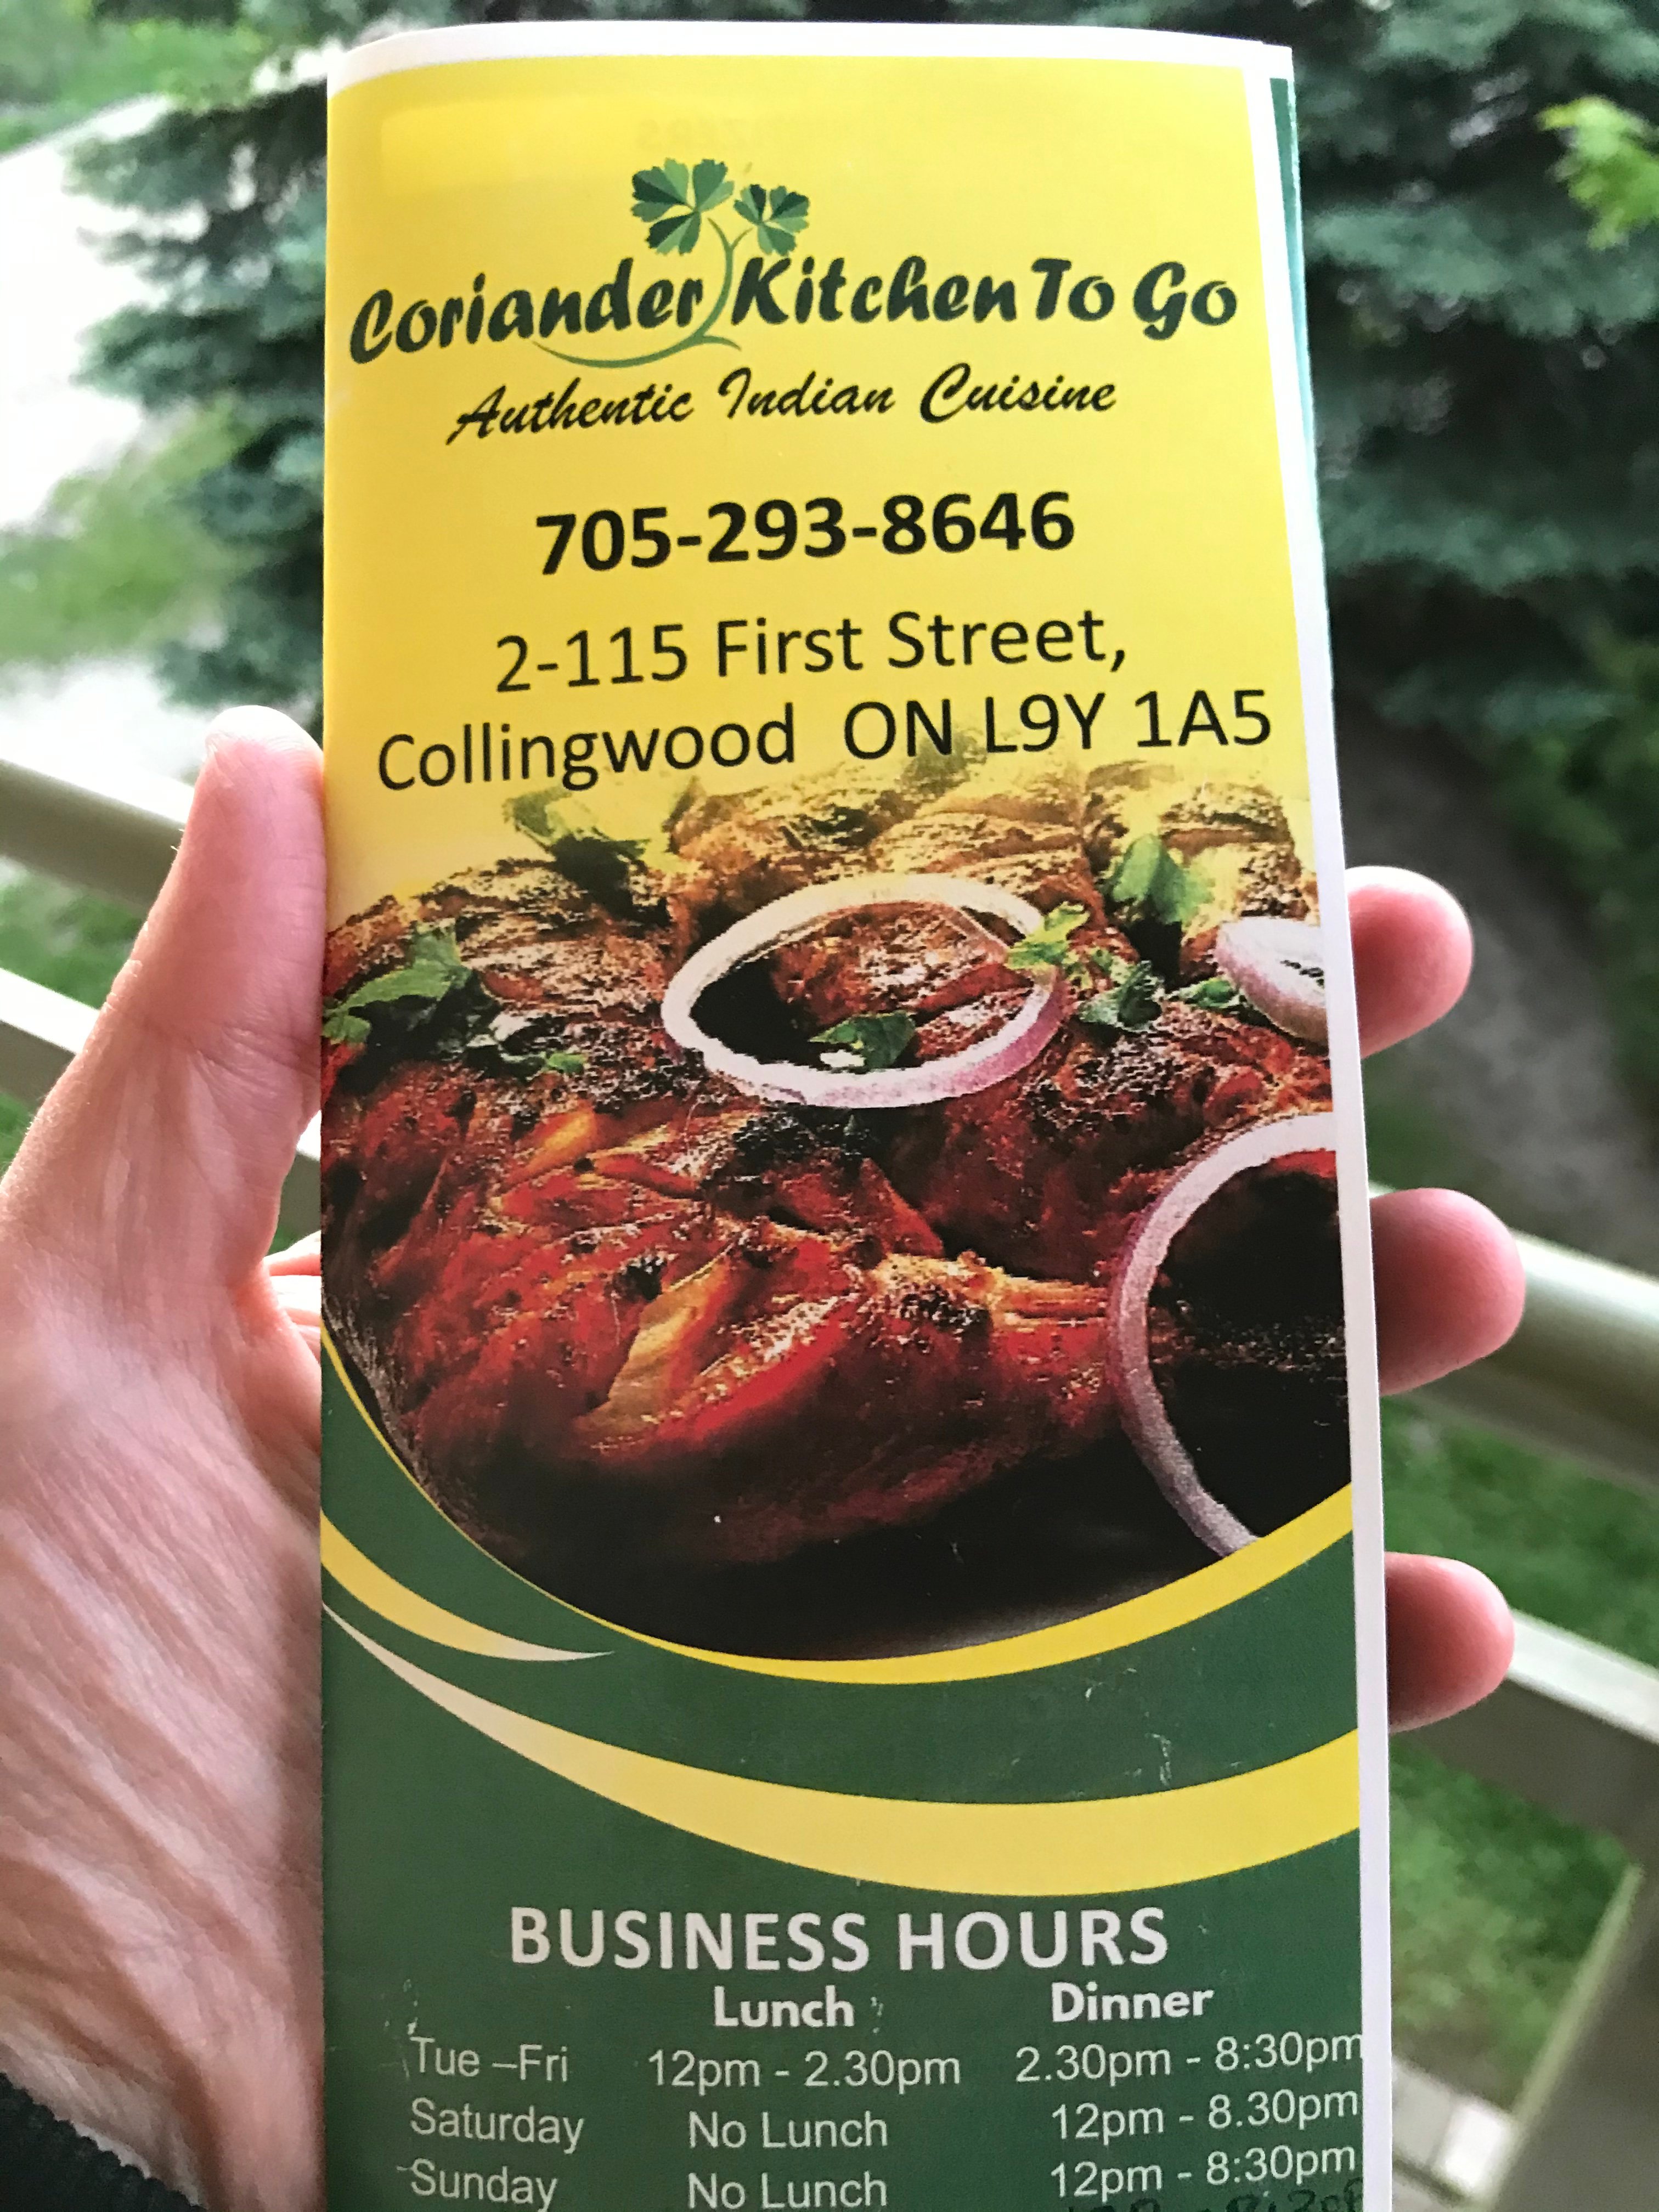 Coriander Kitchen To Go
Authentic Indian Cuisine
705-293-8646
2-115 First Street,
Collingwood ON L9Y 1A5
BUSINESS HOURS
Lunch Dinner
Tue –Fri 12pm - 2.30pm 2.30pm - 8:30pm
Saturday No Lunch 12pm - 8.30pm
Sunday No Lunch 12pm - 8:30pm